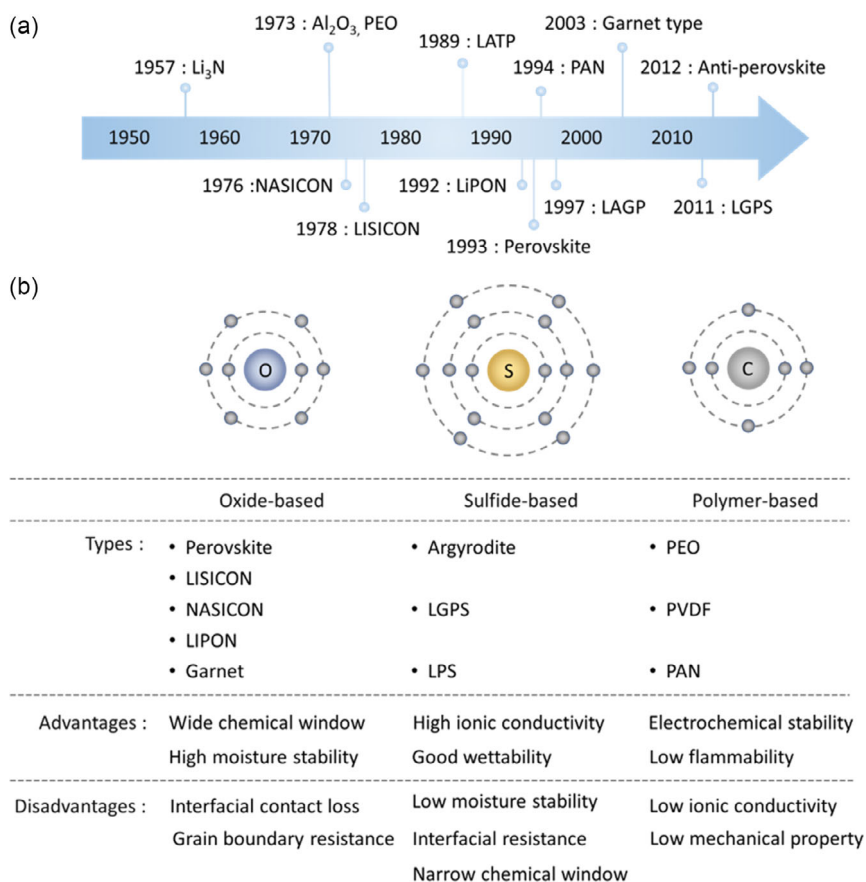 (a)
1973 : Al₂O₃, PEO
2003 : Garnet type
1989 : LATP
1957 : Li₃N
1994 : PAN
2012 : Anti-perovskite
1950 1960 1970 1980 1990 2000 2010
1976 :NASICON
1992 : LiPON
1997 : LAGP
2011 : LGPS
1978 : LISICON
1993 : Perovskite
(b)
O S C
Oxide-based Sulfide-based Polymer-based
Types : • Perovskite • Argyrodite • PEO
• LISICON
• NASICON • LGPS • PVDF
• LIPON
• Garnet • LPS • PAN
Advantages : Wide chemical window High ionic conductivity Electrochemical stability
High moisture stability Good wettability Low flammability
Disadvantages : Interfacial contact loss Low moisture stability Low ionic conductivity
Grain boundary resistance Interfacial resistance Low mechanical property
Narrow chemical window